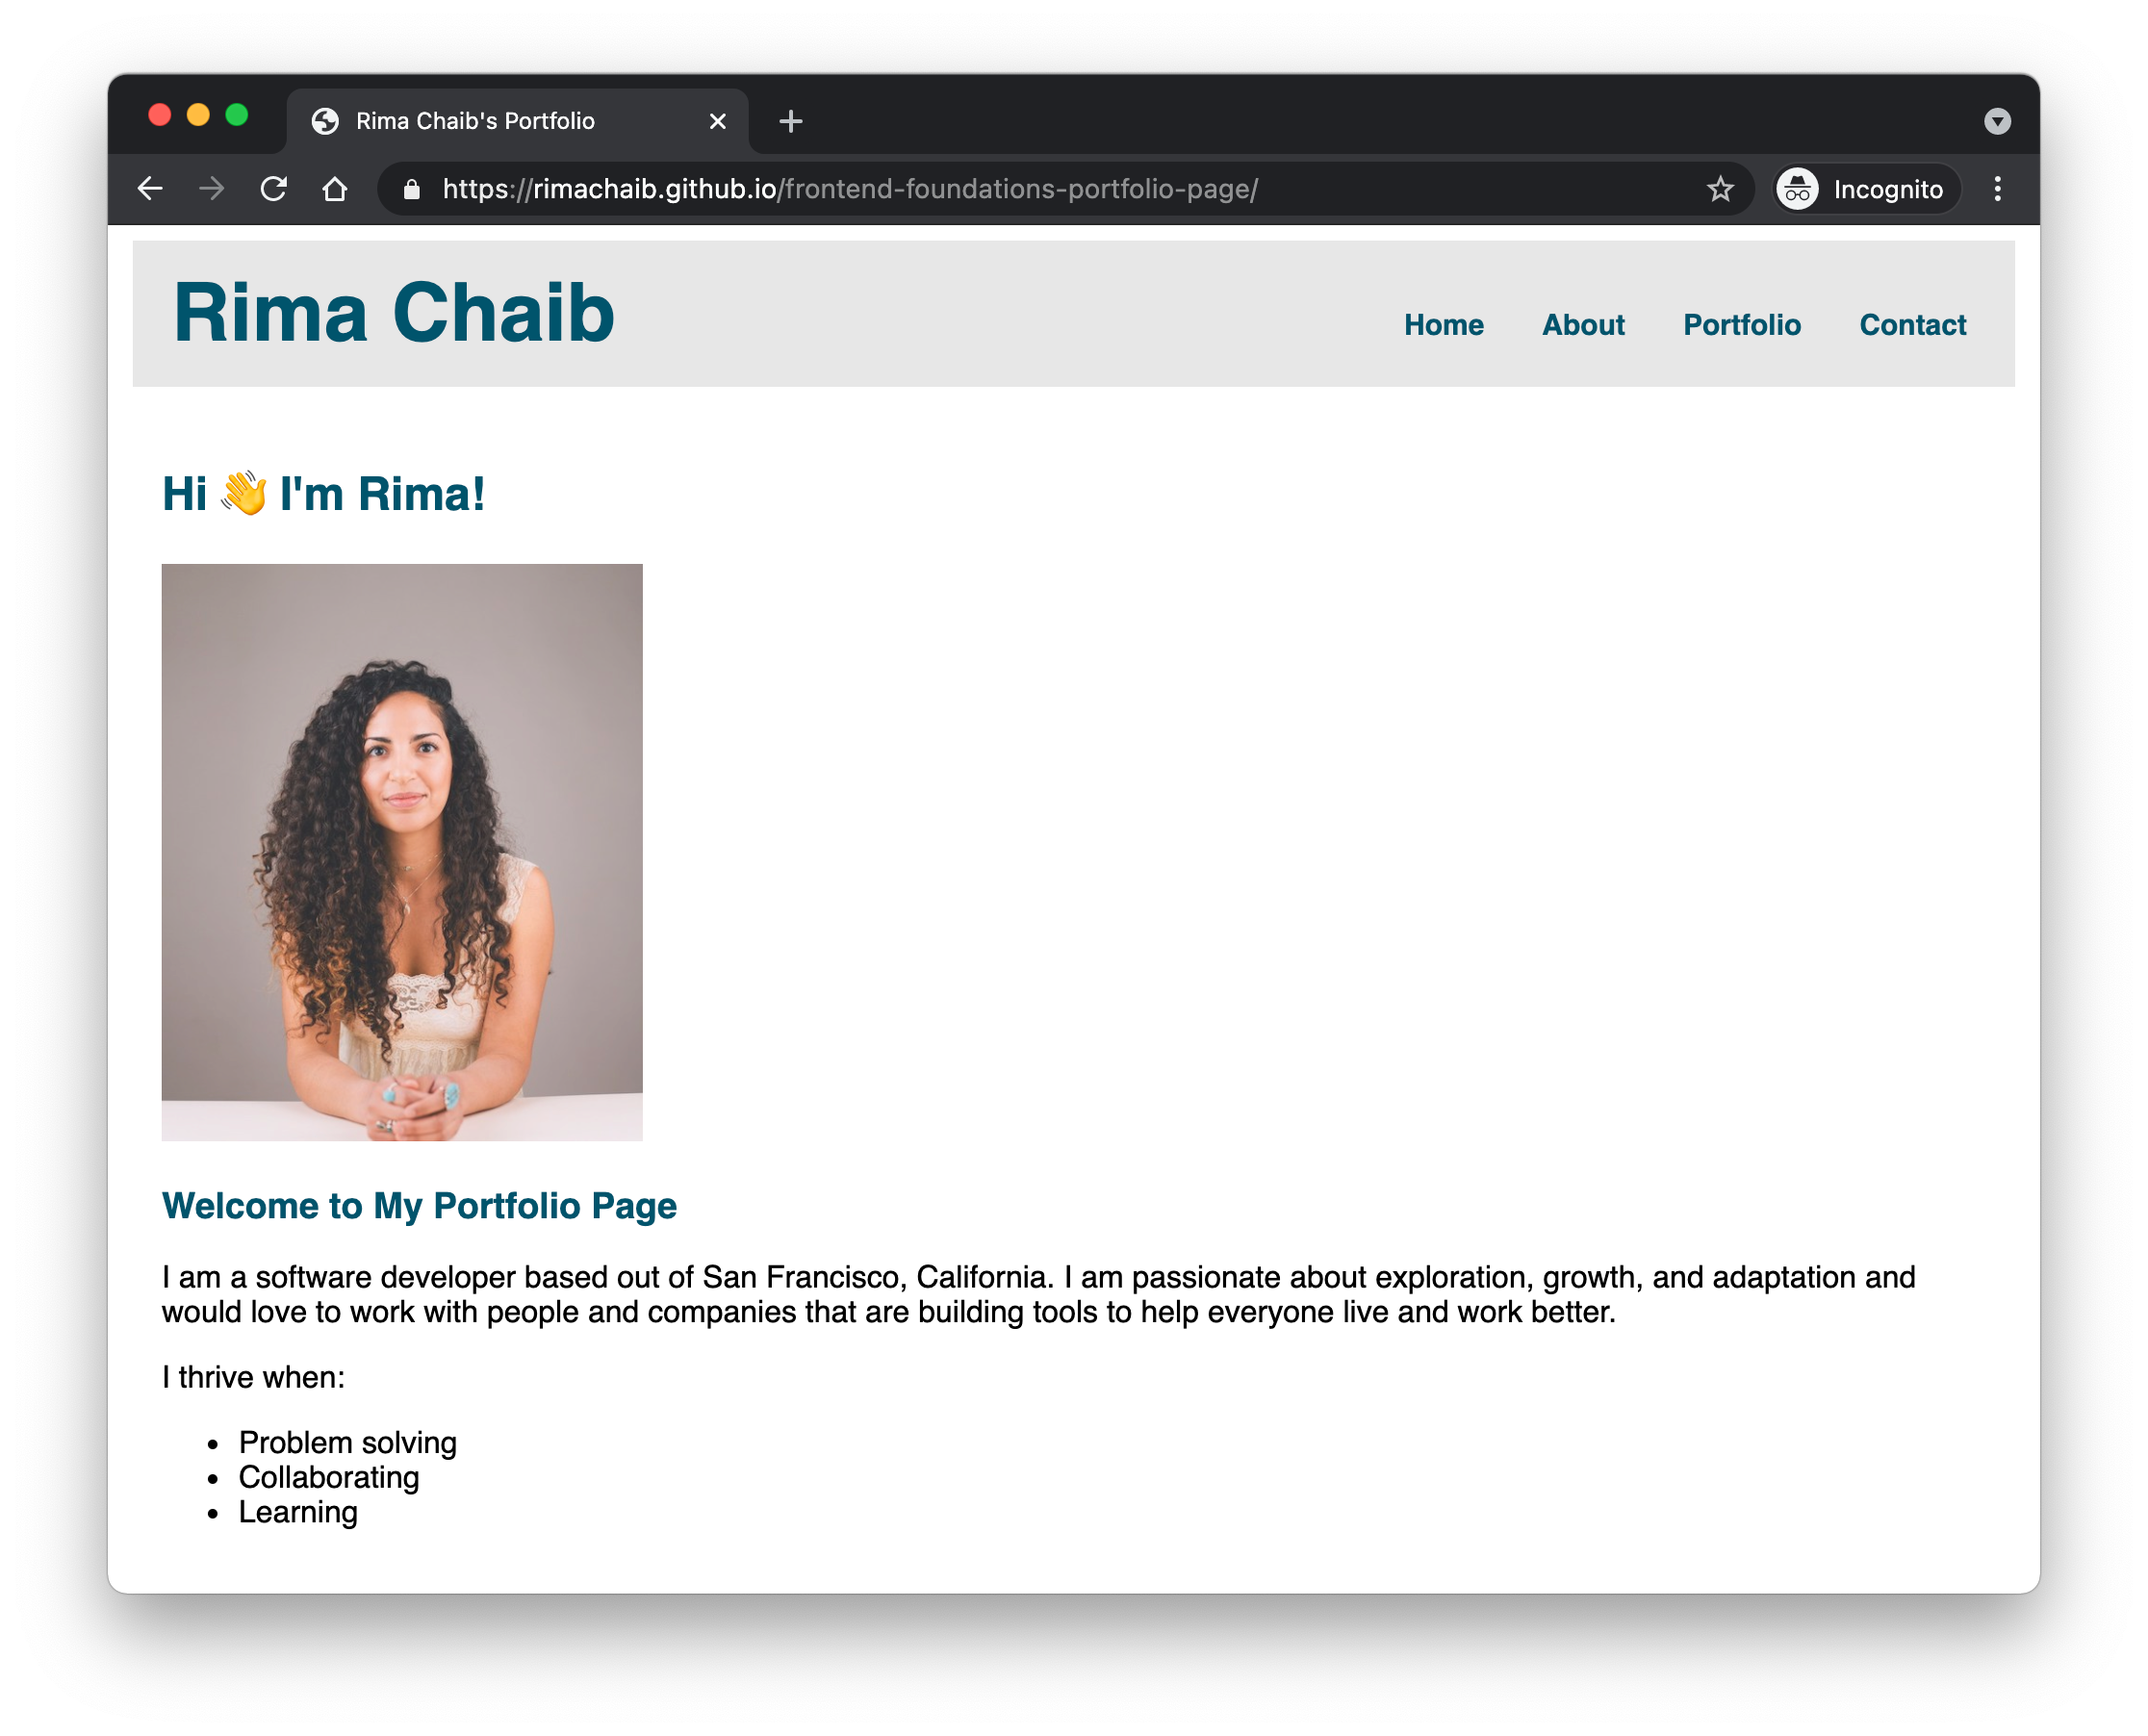 Rima Chaib's Portfolio
https://rimachaib.github.io/frontend-foundations-portfolio-page/
Incognito
Rima Chaib
Home
About
Portfolio
Contact
Hi 👋 I'm Rima!
Welcome to My Portfolio Page
I am a software developer based out of San Francisco, California. I am passionate about exploration, growth, and adaptation and
would love to work with people and companies that are building tools to help everyone live and work better.
I thrive when:
• Problem solving
• Collaborating
• Learning